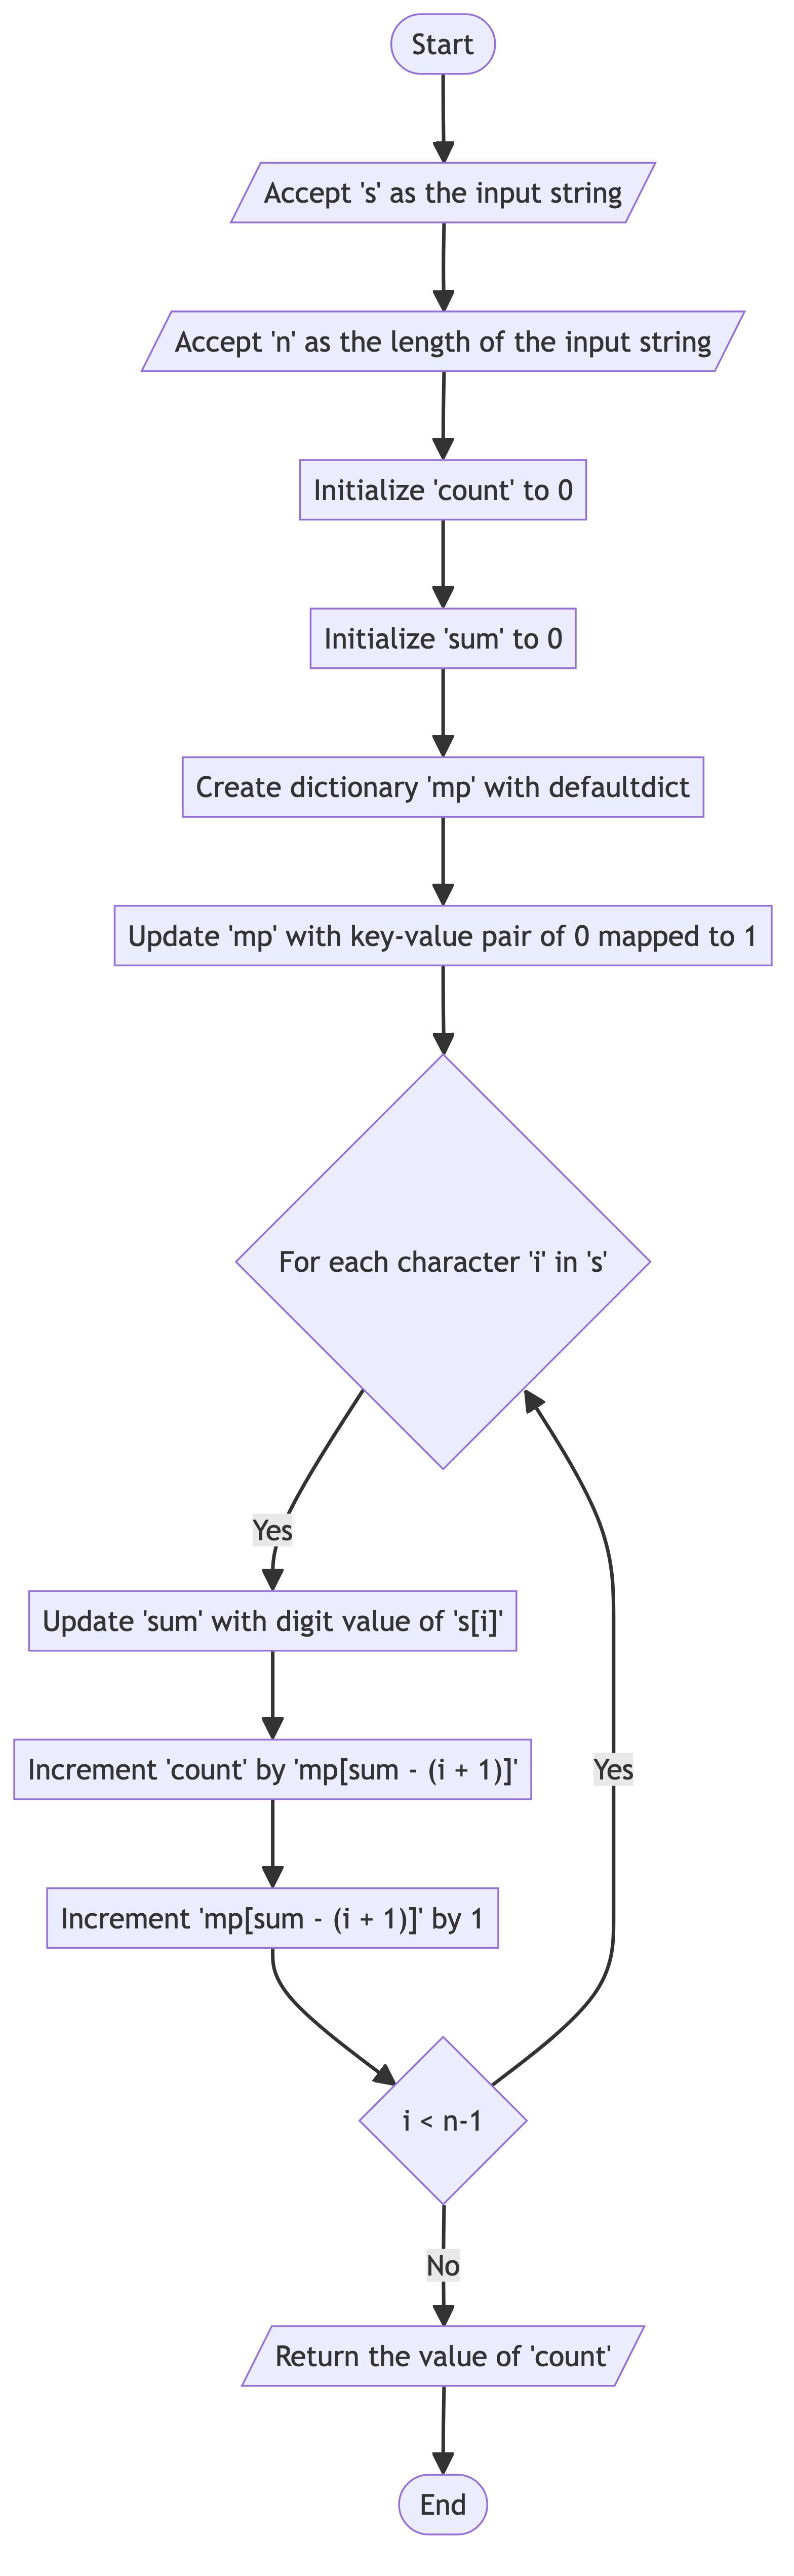 Start
Accept 's' as the input string
Accept 'n' as the length of the input string
Initialize 'count' to 0
Initialize 'sum' to 0
Create dictionary 'mp' with defaultdict
Update 'mp' with key-value pair of 0 mapped to 1
For each character 'i' in 's'
Yes
Update 'sum' with digit value of 's[i]'
Increment 'count' by 'mp[sum - (i + 1)]'
Yes
Increment 'mp[sum - (i + 1)]' by 1
i < n-1
No
Return the value of 'count'
End